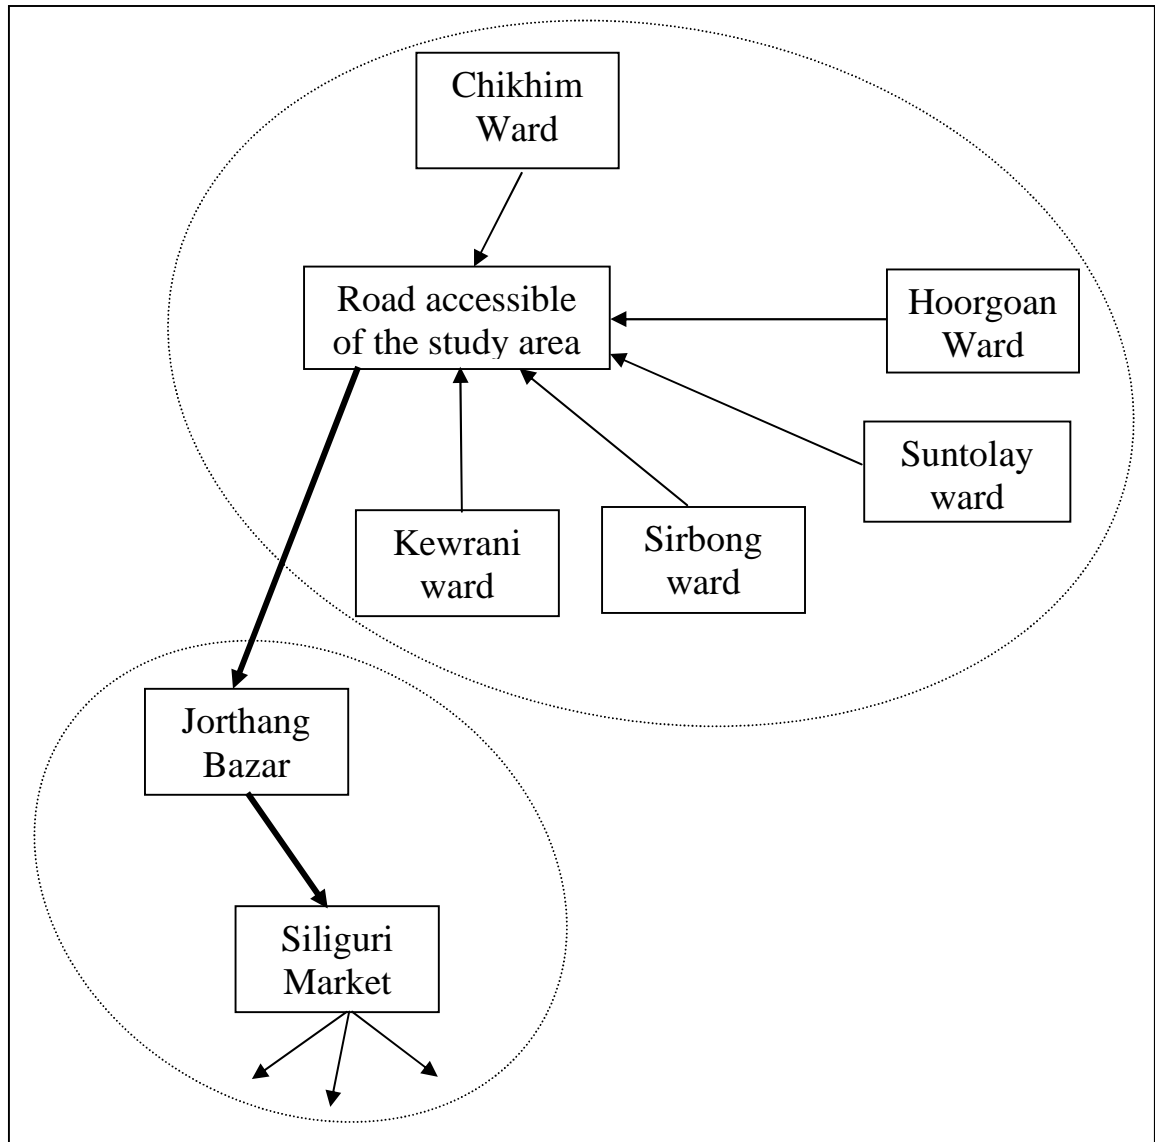 Chikhim
Ward
Road accessible
of the study area
Hoorgoan
Ward
Suntolay
ward
Kewrani
ward
Sirbong
ward
Jorthang
Bazar
Siliguri
Market